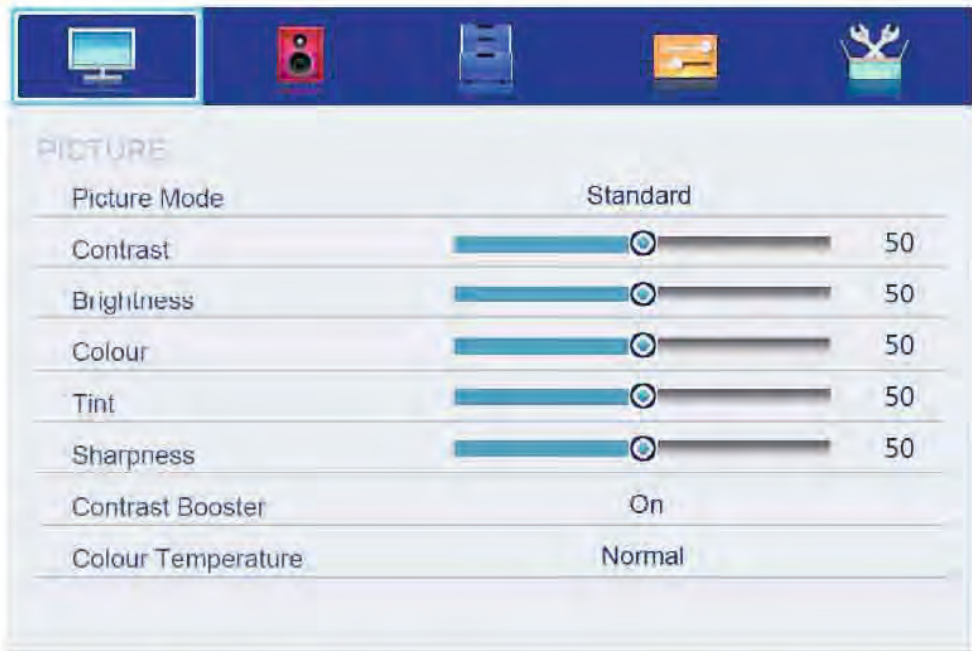 PICTURE
Picture Mode Standard
Contrast 50
Brightness 50
Colour 50
Tint 50
Sharpness 50
Contrast Booster On
Colour Temperature Normal